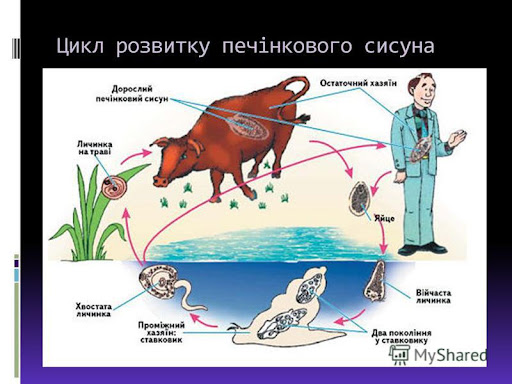 Цикл розвитку печінкового сисуна
Дорослий
печінковий сисун
Остаточний хазяїн
Личинка
на траві
Яйце
Хвостата
личинка
Проміжний
хазяїн:
ставковик
Два покоління
у ставковику
Війчаста
личинка
MyShared